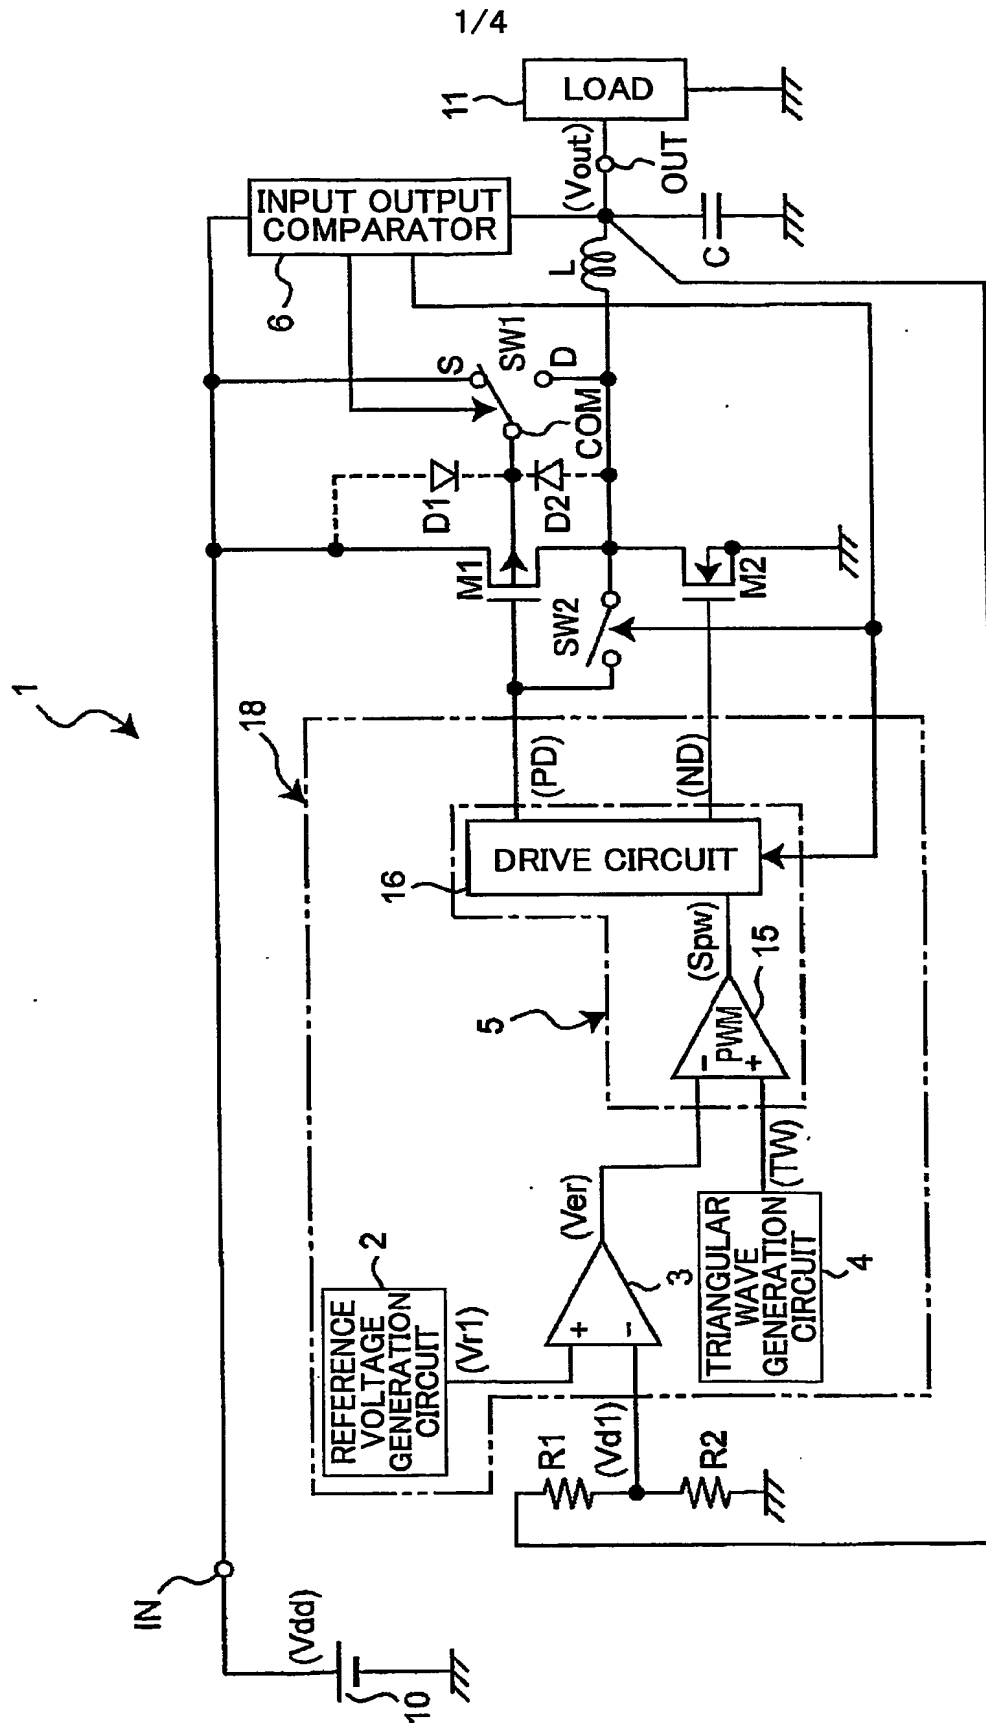 1/4
1
IN
(Vdd)
10
18
REFERENCE
VOLTAGE
GENERATION
CIRCUIT
2
(Vr1)
R1
(Vd1)
R2
+
−
3
(Ver)
TRIANGULAR
WAVE
GENERATION
CIRCUIT
4
(TW)
5
−
PWM
+
15
(Spw)
16
DRIVE CIRCUIT
(PD)
(ND)
M1
SW2
M2
D1
D2
S
SW1
D
COM
6
INPUT OUTPUT
COMPARATOR
L
C
(Vout)
OUT
11
LOAD